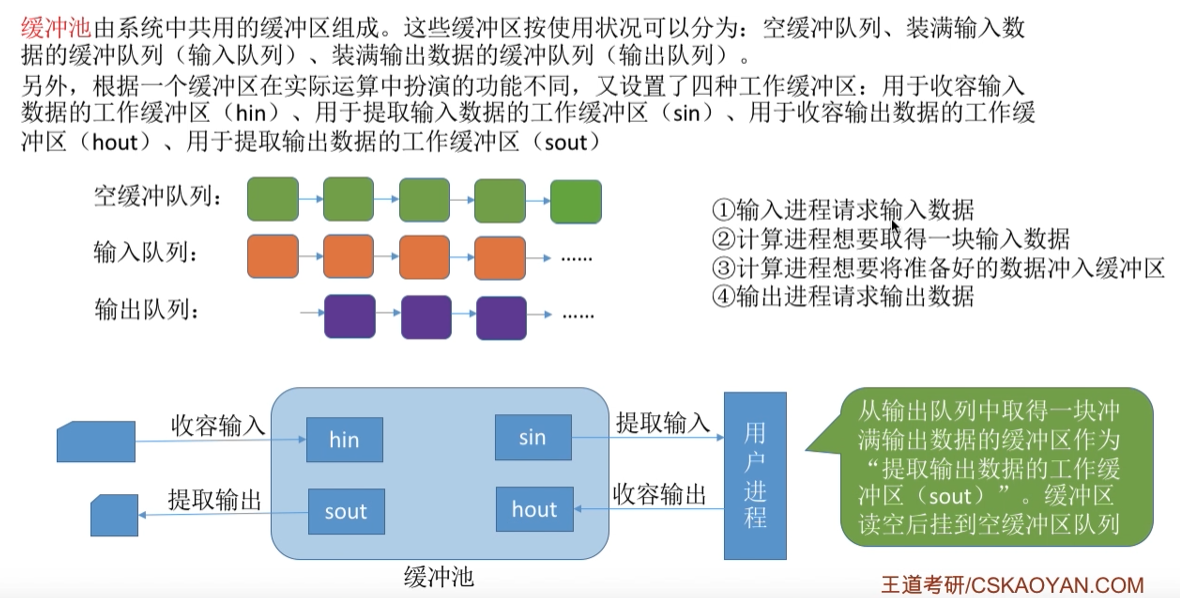 缓冲池由系统中共用的缓冲区组成。这些缓冲区按使用状况可以分为：空缓冲队列、装满输入数
据的缓冲队列（输入队列）、装满输出数据的缓冲队列（输出队列）。
另外，根据一个缓冲区在实际运算中扮演的功能不同，又设置了四种工作缓冲区：用于收容输入
数据的工作缓冲区（hin）、用于提取输入数据的工作缓冲区（sin）、用于收容输出数据的工作缓
冲区（hout）、用于提取输出数据的工作缓冲区（sout）
空缓冲队列：
输入队列：
......
输出队列：
......
①输入进程请求输入数据
②计算进程想要取得一块输入数据
③计算进程想要将准备好的数据冲入缓冲区
④输出进程请求输出数据
收容输入
hin
sin
提取输入
提取输出
sout
hout
收容输出
用户进程
缓冲池
从输出队列中取得一块冲
满输出数据的缓冲区作为
“提取输出数据的工作缓
冲区（sout）”。缓冲区
读空后挂到空缓冲区队列
王道考研/CSKAOYAN.COM